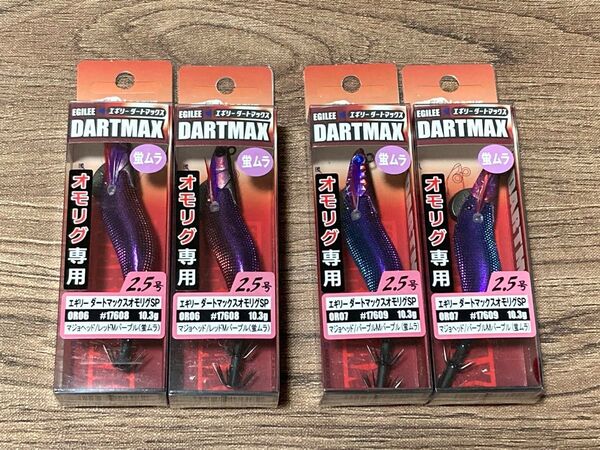 EGILEE エギリー ダートマックス
DARTMAX
蛍ムラ
オモリグ専用
2.5号
エギリー ダートマックスオモリグSP
OR06 #17608 10.3g
マジョヘッド/レッドMパープル(蛍ムラ)
EGILEE エギリー ダートマックス
DARTMAX
蛍ムラ
オモリグ専用
2.5号
エギリー ダートマックスオモリグSP
OR06 #17608 10.3g
マジョヘッド/レッドMパープル(蛍ムラ)
EGILEE エギリー ダートマックス
DARTMAX
蛍ムラ
オモリグ専用
2.5号
エギリー ダートマックスオモリグSP
OR07 #17609 10.3g
マジョヘッド/パープルMパープル(蛍ムラ)
EGILEE エギリー ダートマックス
DARTMAX
蛍ムラ
オモリグ専用
2.5号
エギリー ダートマックスオモリグSP
OR07 #17609 10.3g
マジョヘッド/パープルMパープル(蛍ムラ)